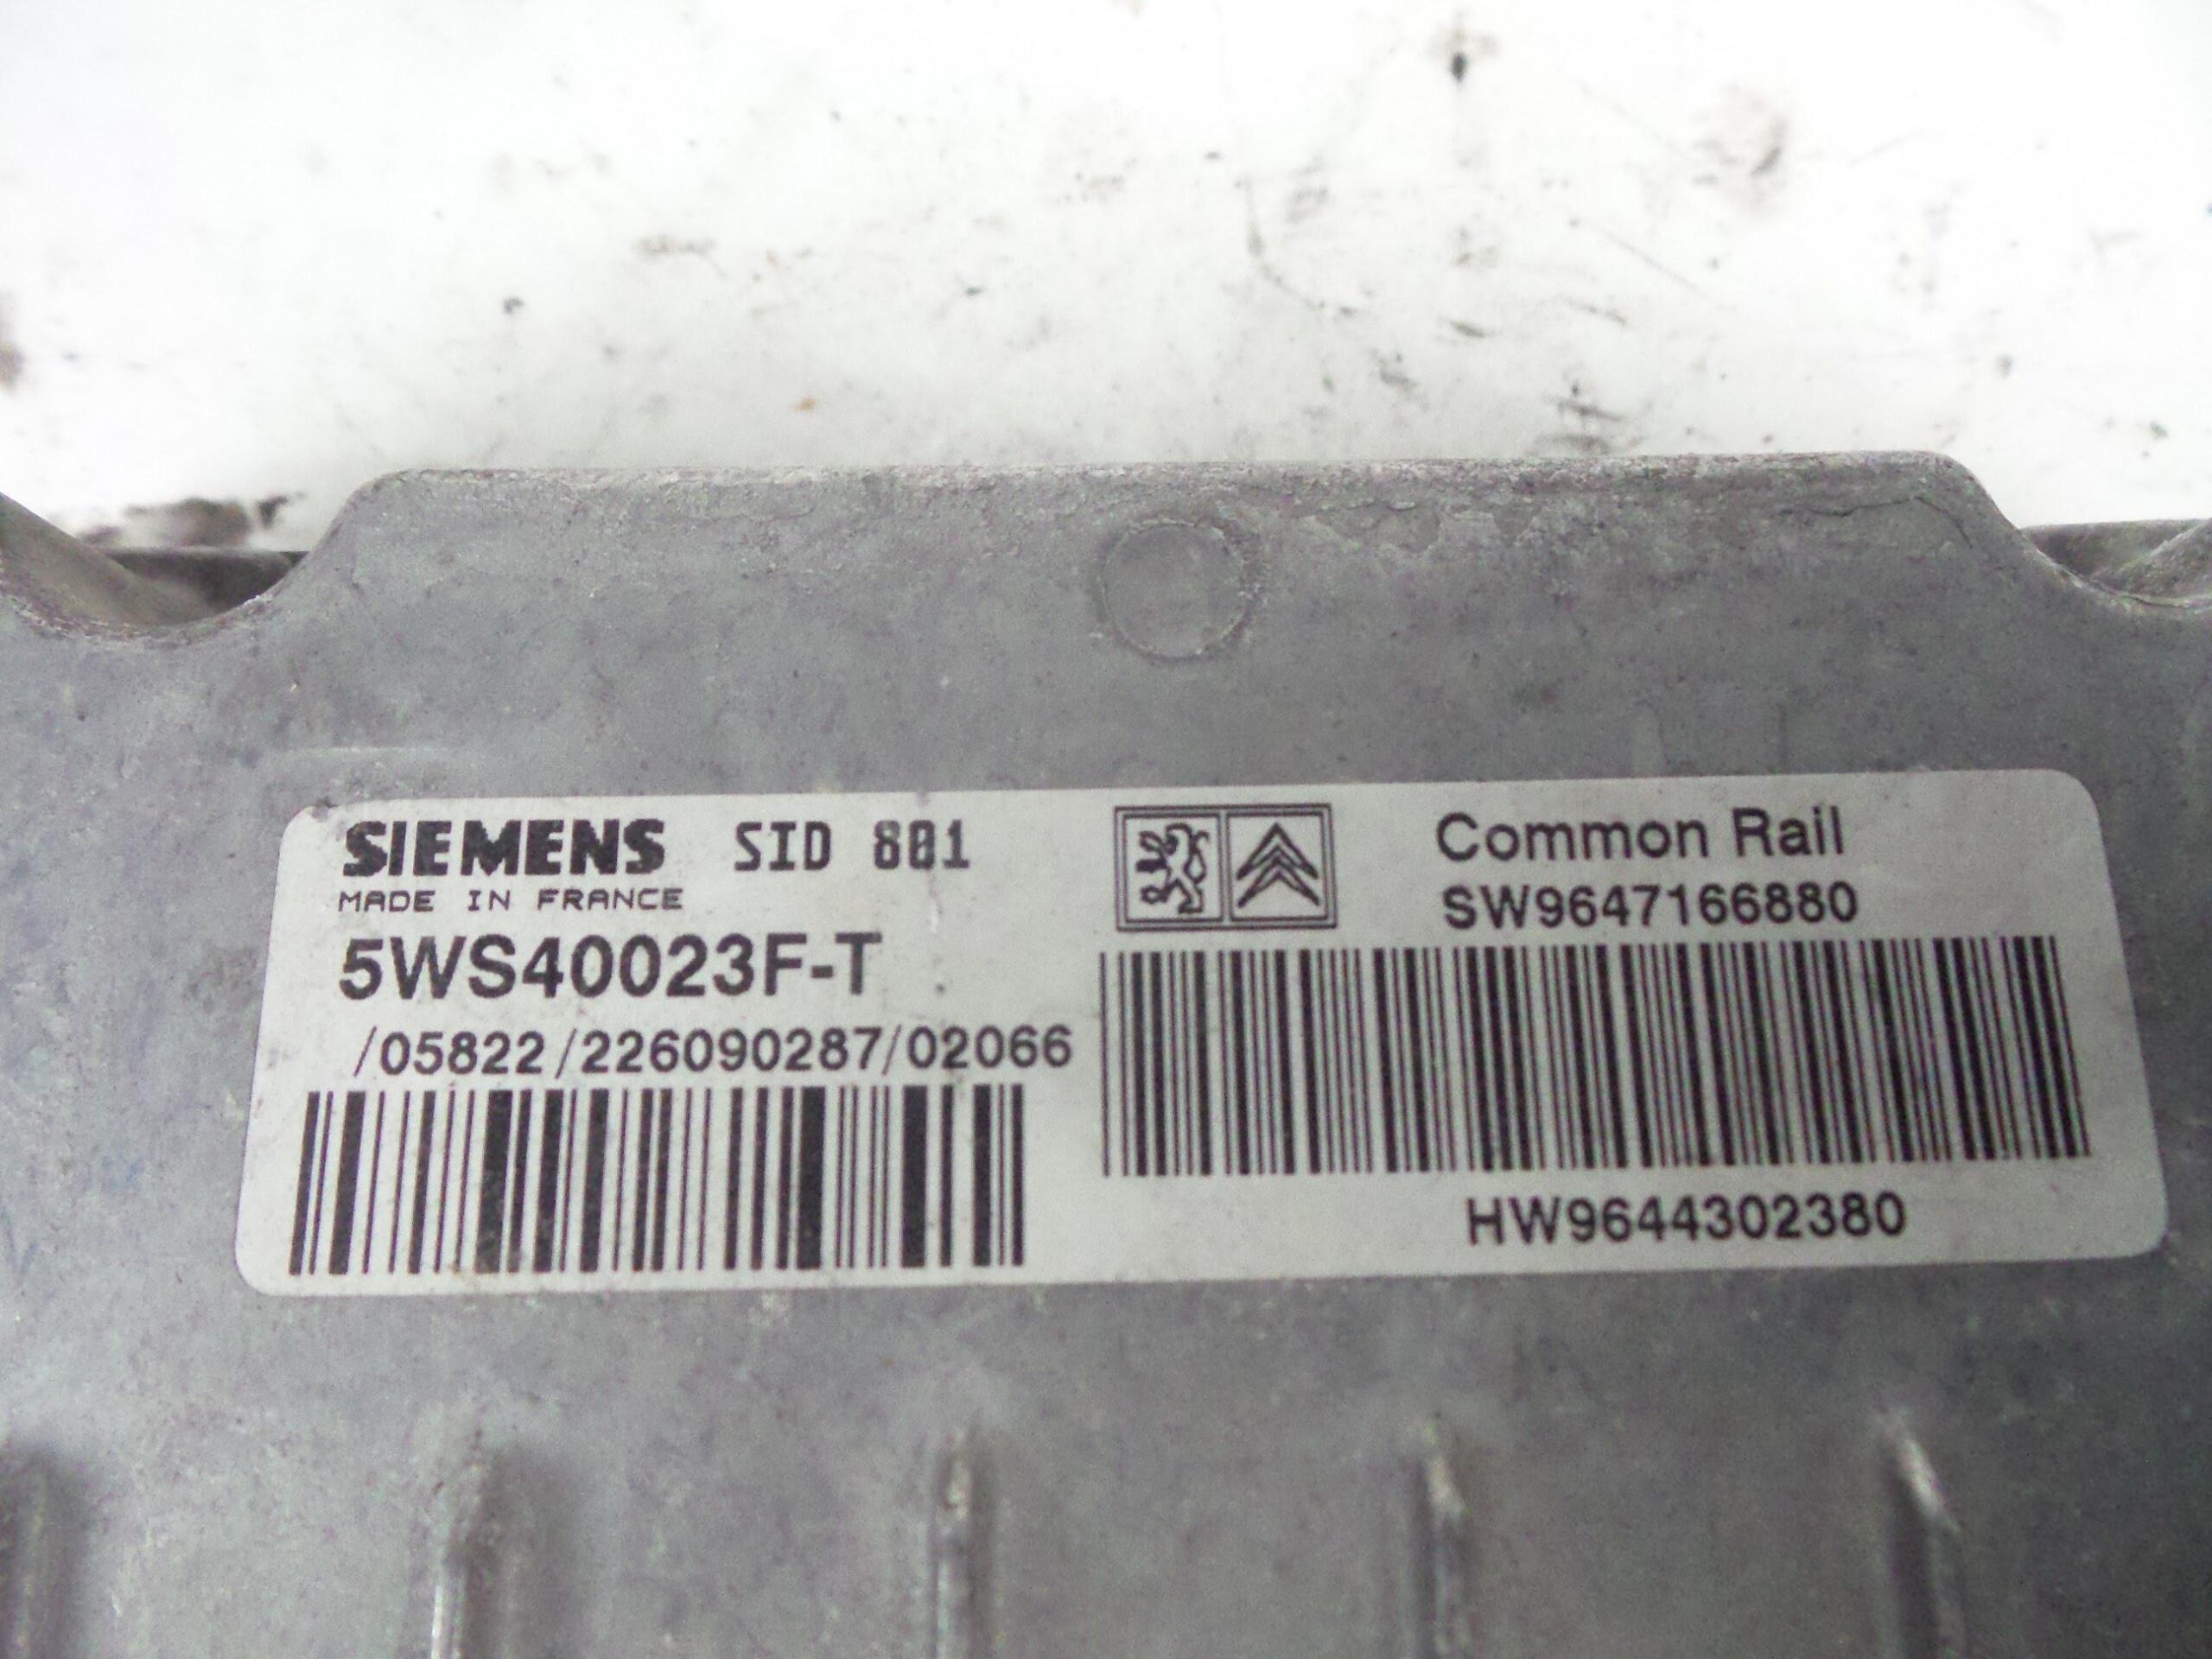 SIEMENS SID 801
MADE IN FRANCE
5WS40023F-T
/05822/226090287/02066
Common Rail
SW9647166880
HW9644302380